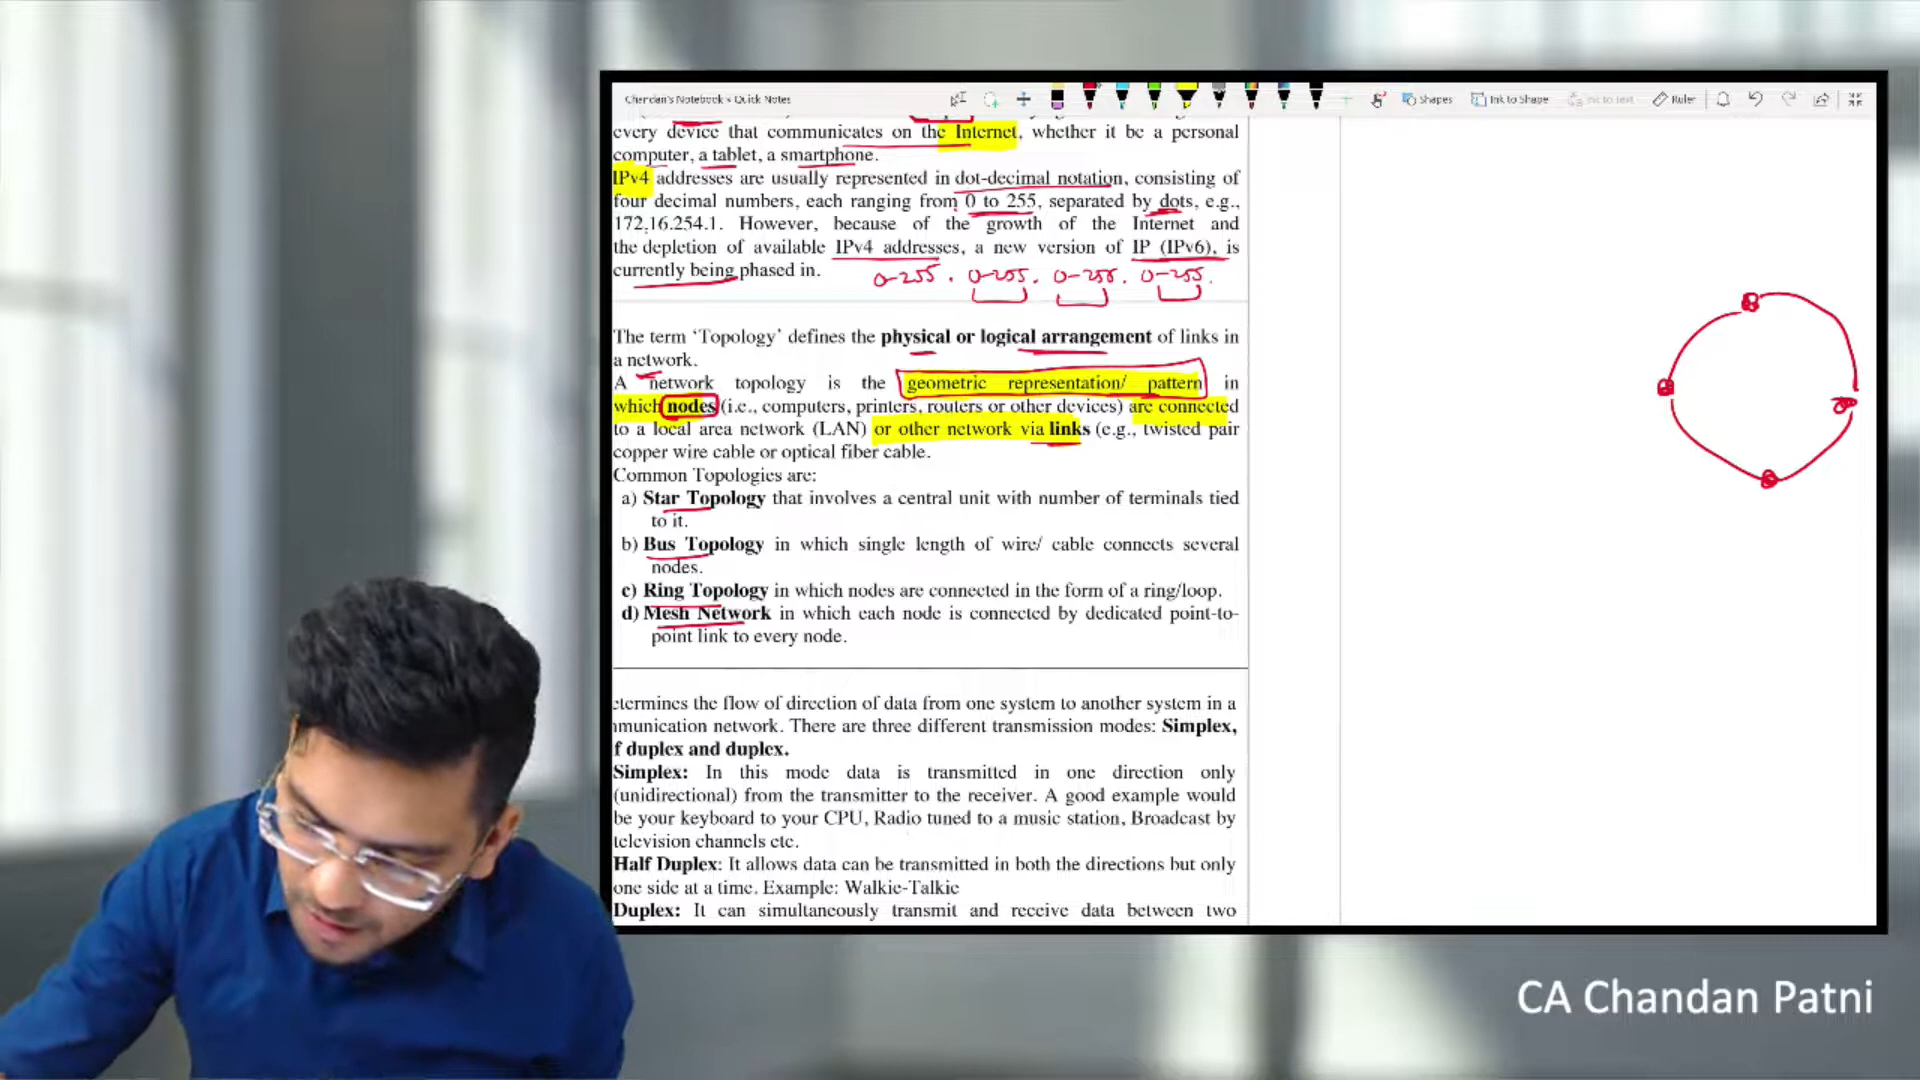 Chandan's Notebook » Quick Notes
Shapes
Ink to Shape
Ink to Text
Ruler
every device that communicates on the Internet, whether it be a personal
computer, a tablet, a smartphone.
IPv4 addresses are usually represented in dot-decimal notation, consisting of
four decimal numbers, each ranging from 0 to 255, separated by dots, e.g.,
172.16.254.1. However, because of the growth of the Internet and
the depletion of available IPv4 addresses, a new version of IP (IPv6), is
currently being phased in.
0-255 . 0-255 . 0-255 . 0-255 .
The term ‘Topology’ defines the physical or logical arrangement of links in
a network.
A network topology is the geometric representation/ pattern in
which nodes (i.e., computers, printers, routers or other devices) are connected
to a local area network (LAN) or other network via links (e.g., twisted pair
copper wire cable or optical fiber cable.
Common Topologies are:
a) Star Topology that involves a central unit with number of terminals tied
to it.
b) Bus Topology in which single length of wire/ cable connects several
nodes.
c) Ring Topology in which nodes are connected in the form of a ring/loop.
d) Mesh Network in which each node is connected by dedicated point-to-
point link to every node.
etermines the flow of direction of data from one system to another system in a
munication network. There are three different transmission modes: Simplex,
f duplex and duplex.
Simplex: In this mode data is transmitted in one direction only
(unidirectional) from the transmitter to the receiver. A good example would
be your keyboard to your CPU, Radio tuned to a music station, Broadcast by
television channels etc.
Half Duplex: It allows data can be transmitted in both the directions but only
one side at a time. Example: Walkie-Talkie
Duplex: It can simultaneously transmit and receive data between two
CA Chandan Patni